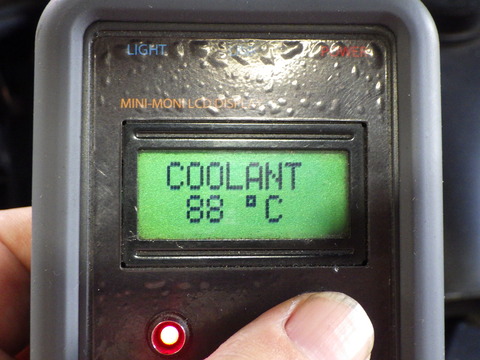 LIGHT POWER
MINI-MONI LCD DISPLAY
COOLANT
88 °C